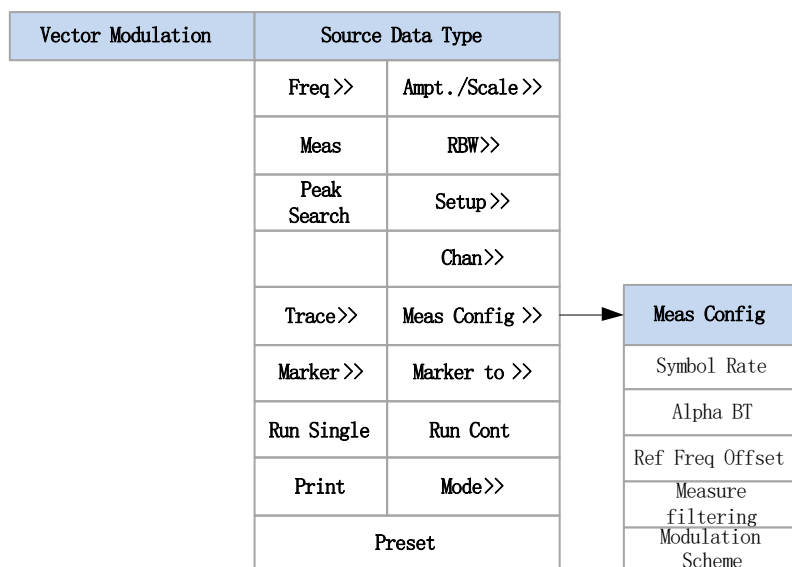 Vector Modulation
Source Data Type
Freq>>
Ampt./Scale>>
Meas
RBW>>
Peak
Search
Setup>>
Chan>>
Trace>>
Meas Config >>
Marker>>
Marker to >>
Run Single
Run Cont
Print
Mode>>
Preset
Meas Config
Symbol Rate
Alpha BT
Ref Freq Offset
Measure
filtering
Modulation
Scheme